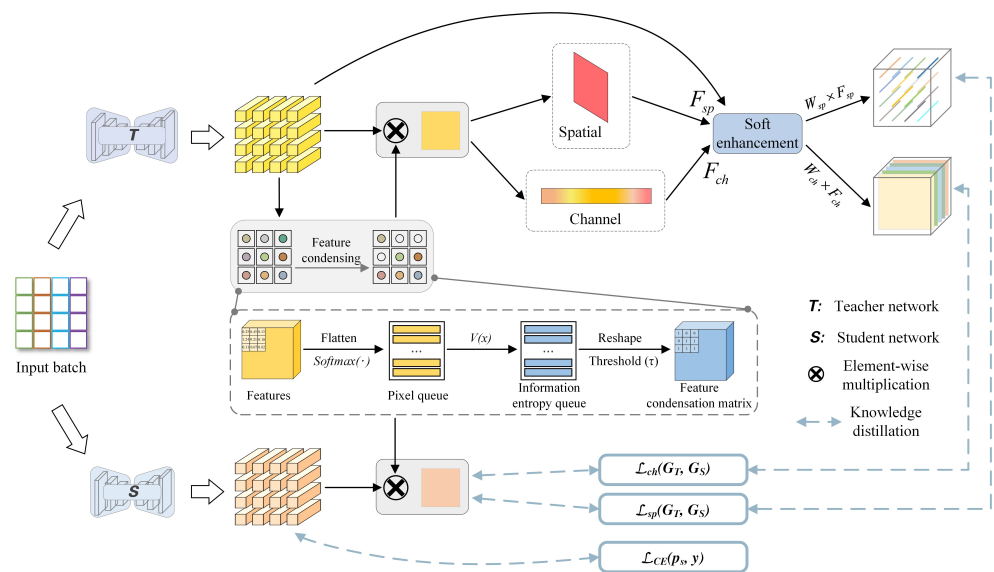 T
Spatial
F_sp
F_ch
Soft
enhancement
W_sp × F_sp
W_ch × F_ch
Channel
Feature
condensing
Input batch
T: Teacher network
S: Student network
Element-wise
multiplication
Knowledge
distillation
Flatten
Softmax(·)
V(x)
Reshape
Threshold (τ)
...
...
Features
Pixel queue
Information
entropy queue
Feature
condensation matrix
S
ℒ_ch(G_T, G_S)
ℒ_sp(G_T, G_S)
ℒ_CE(p_s, y)